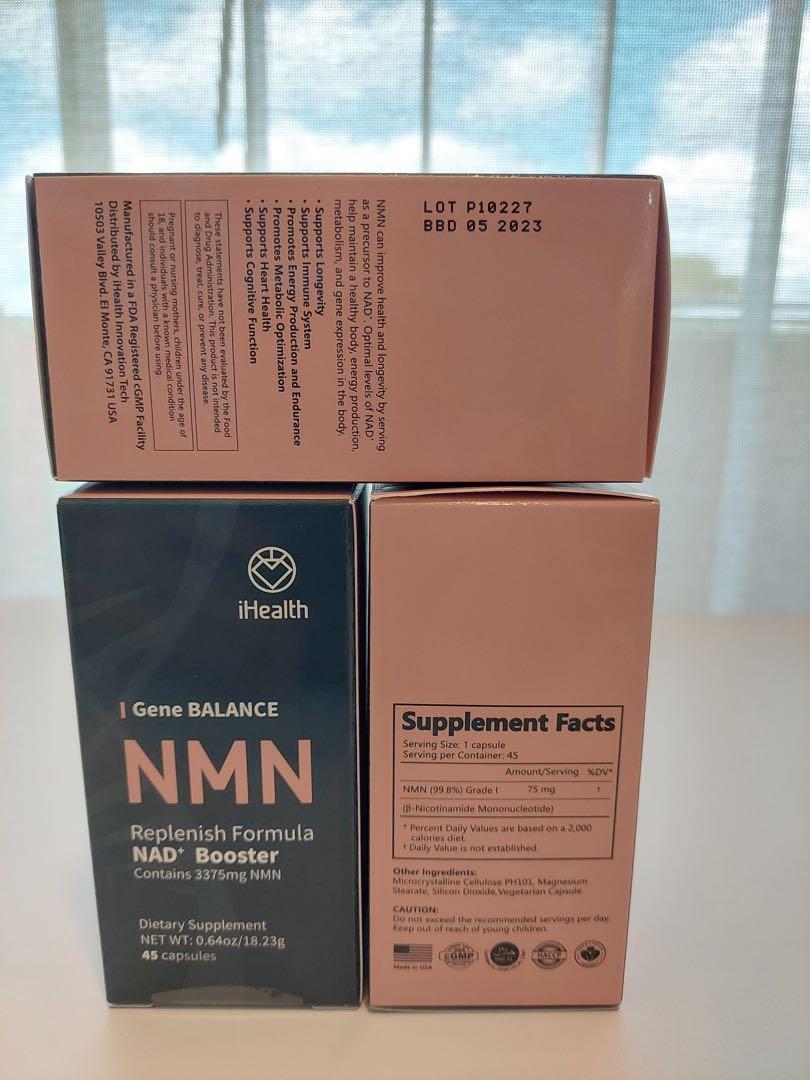 LOT P10227
BBD 05 2023
NMN can improve health and longevity by serving
as a precursor to NAD⁺. Optimal levels of NAD⁺
help maintain a healthy body, energy production,
metabolism, and gene expression in the body.
• Supports Longevity
• Supports Immune System
• Promotes Energy Production and Endurance
• Promotes Metabolic Optimization
• Supports Heart Health
• Supports Cognitive Function
These statements have not been evaluated by the Food
and Drug Administration. This product is not intended
to diagnose, treat, cure, or prevent any disease.
Pregnant or nursing mothers, children under the age of
18, and individuals with a known medical condition
should consult a physician before using.
Manufactured in a FDA Registered cGMP Facility
Distributed by iHealth Innovation Tech
10503 Valley Blvd. El Monte, CA 91731 USA
iHealth
Gene BALANCE
NMN
Replenish Formula
NAD⁺ Booster
Contains 3375mg NMN
Dietary Supplement
NET WT: 0.64oz/18.23g
45 capsules
Supplement Facts
Serving Size: 1 capsule
Serving per Container: 45
Amount/Serving %DV*
NMN (99.8%) Grade I 75 mg †
(β-Nicotinamide Mononucleotide)
* Percent Daily Values are based on a 2,000
calories diet.
† Daily Value is not established.
Other Ingredients:
Microcrystalline Cellulose PH101, Magnesium
Stearate, Silicon Dioxide, Vegetarian Capsule
CAUTION:
Do not exceed the recommended servings per day.
Keep out of reach of young children.
Made in USA
cGMP
HALAL
HACCP